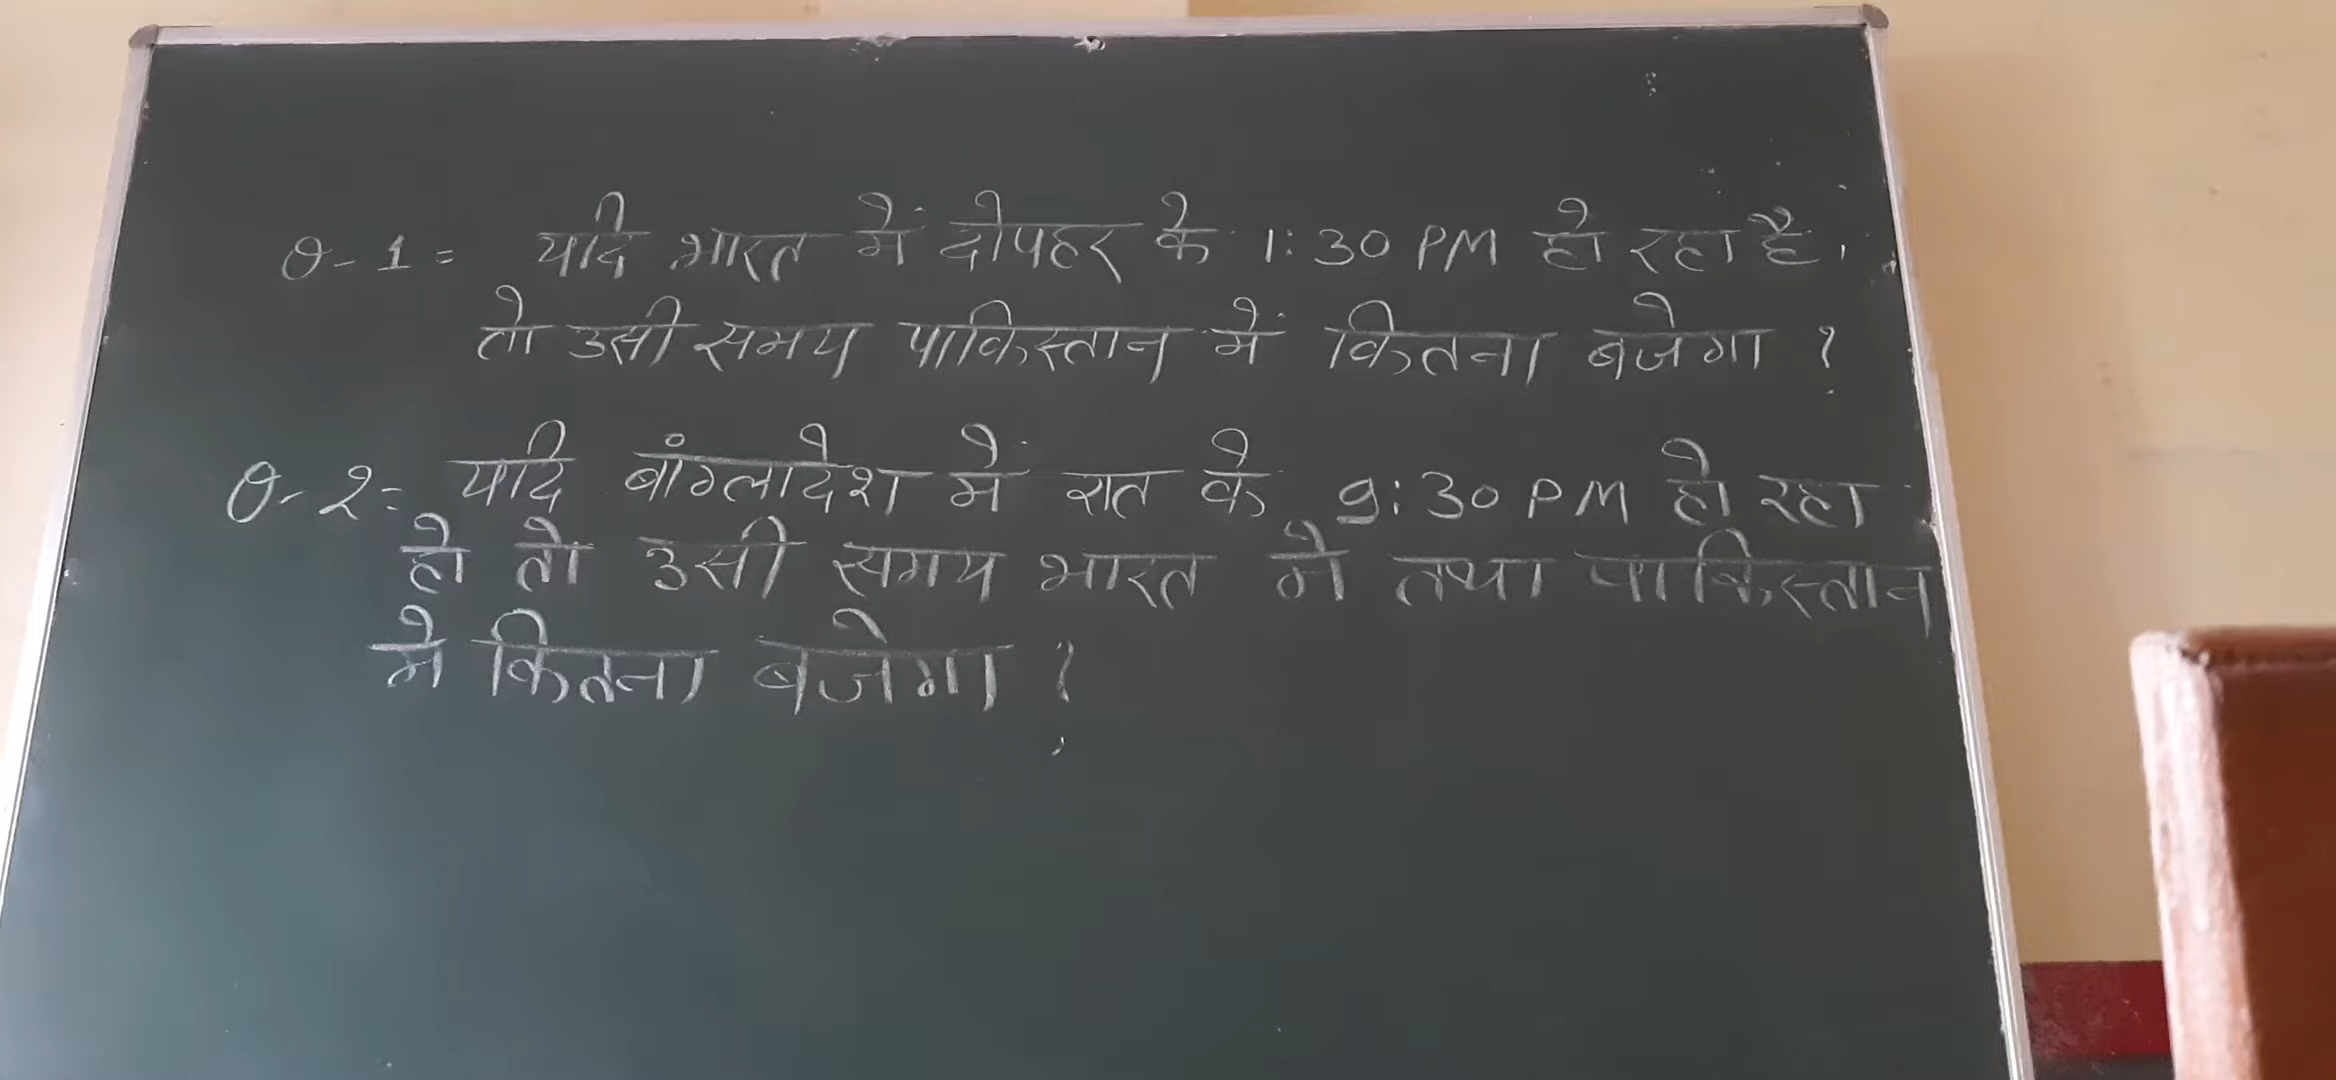 Q-1= यदि भारत में दोपहर के 1:30 PM हो रहा है,
तो उसी समय पाकिस्तान में कितना बजेगा ?
Q-2= यदि बांग्लादेश में रात के 9:30 PM हो रहा
हो तो उसी समय भारत मे तथा पाकिस्तान
मे कितना बजेगा ?